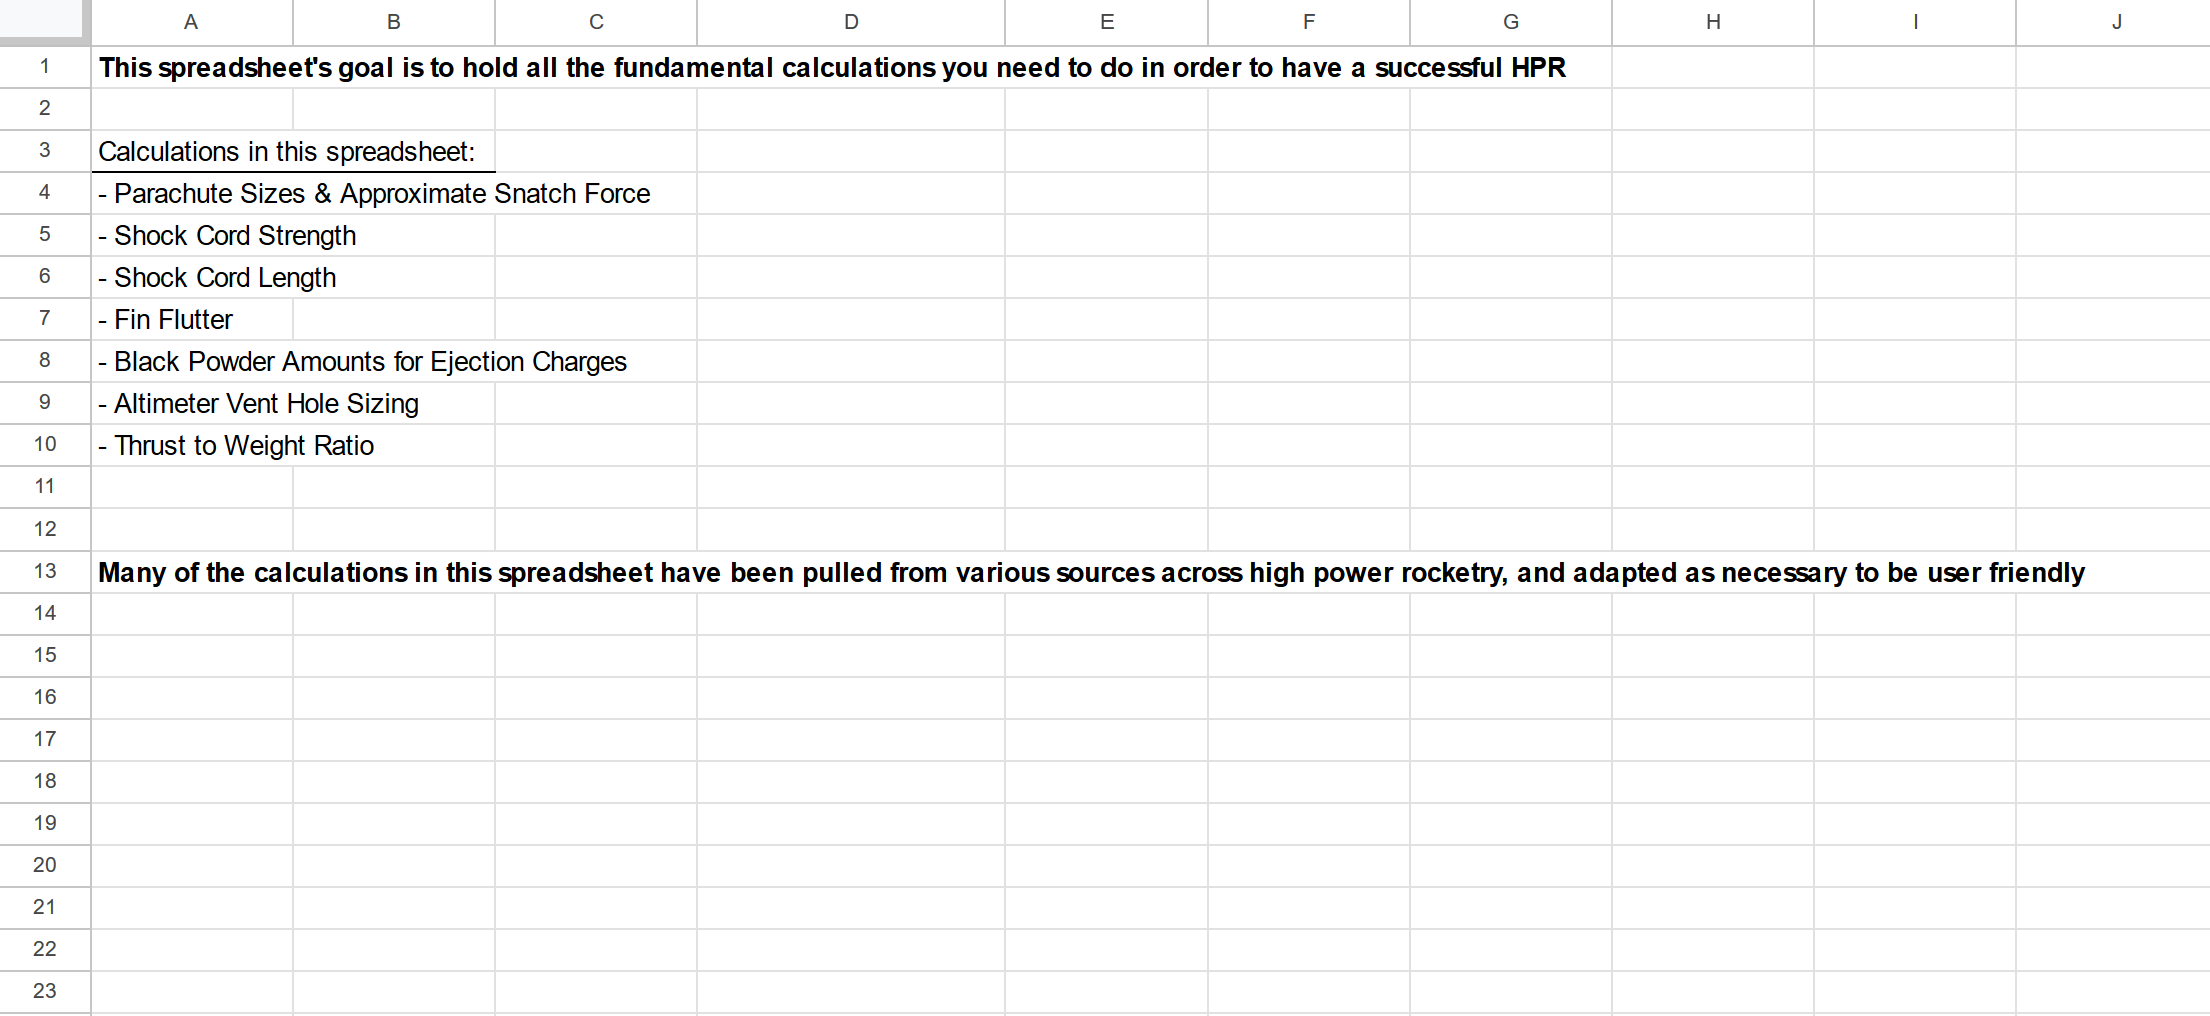 A B C D E F G H I J
1 This spreadsheet's goal is to hold all the fundamental calculations you need to do in order to have a successful HPR
2
3 Calculations in this spreadsheet:
4 - Parachute Sizes & Approximate Snatch Force
5 - Shock Cord Strength
6 - Shock Cord Length
7 - Fin Flutter
8 - Black Powder Amounts for Ejection Charges
9 - Altimeter Vent Hole Sizing
10 - Thrust to Weight Ratio
11
12
13 Many of the calculations in this spreadsheet have been pulled from various sources across high power rocketry, and adapted as necessary to be user friendly
14
15
16
17
18
19
20
21
22
23